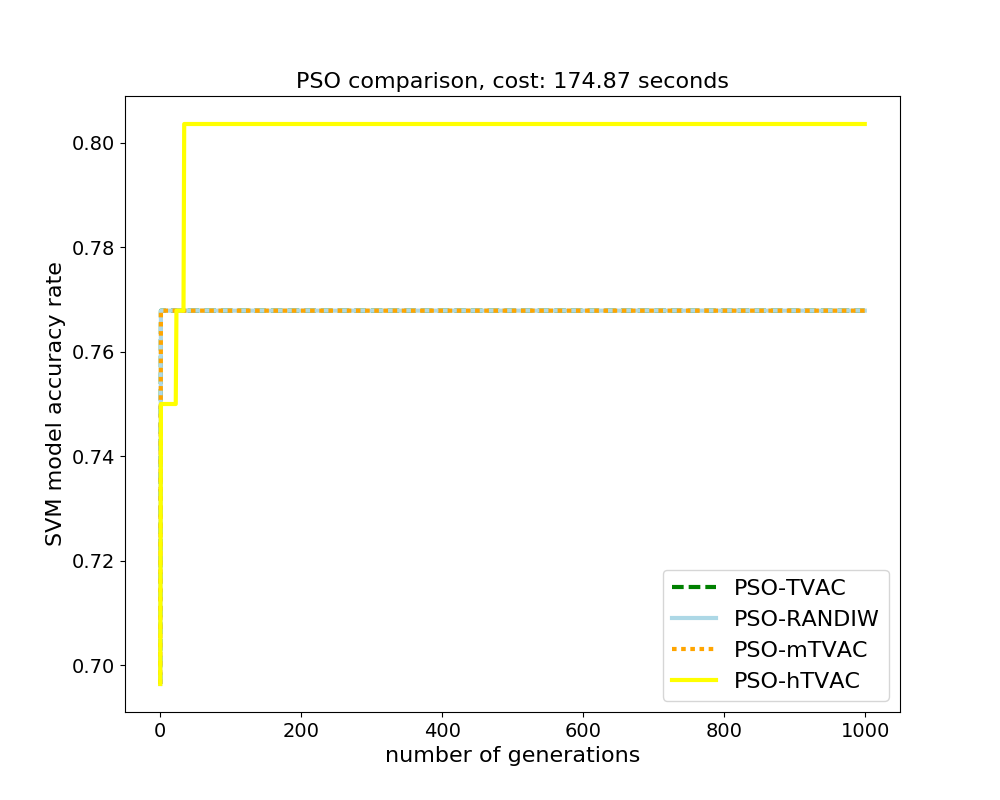 PSO comparison, cost: 174.87 seconds
SVM model accuracy rate
0.80
0.78
0.76
0.74
0.72
0.70
PSO-TVAC
PSO-RANDIW
PSO-mTVAC
PSO-hTVAC
0 200 400 600 800 1000
number of generations